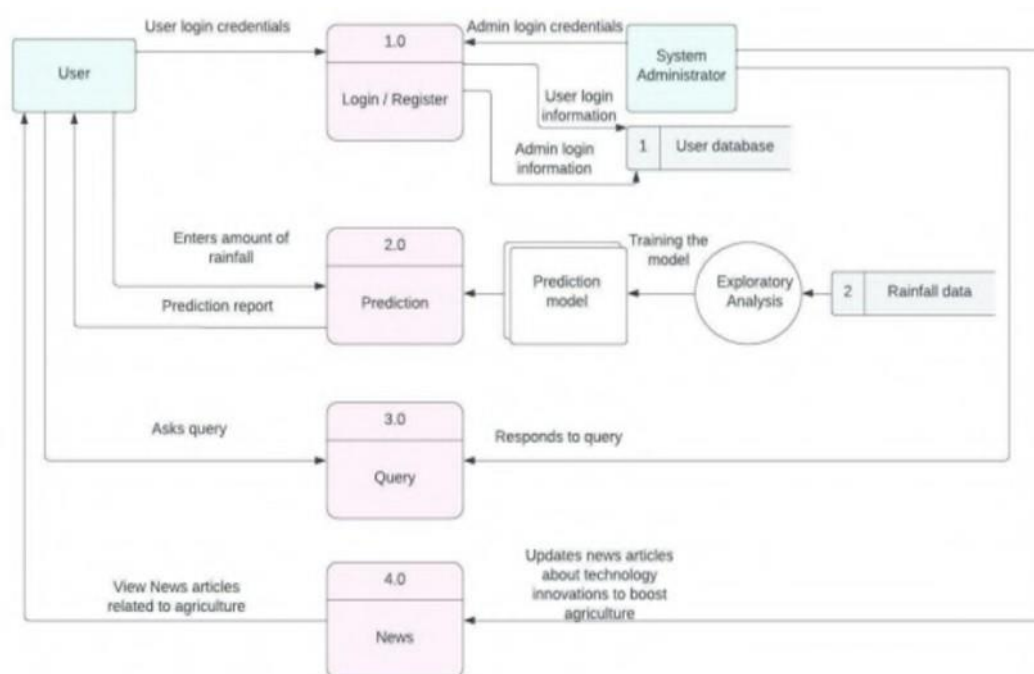 User login credentials
Admin login credentials
1.0
User
System
Administrator
Login / Register
User login
information
1
User database
Admin login
information
Enters amount of
rainfall
2.0
Training the
model
Prediction
model
Exploratory
Analysis
2
Rainfall data
Prediction report
Prediction
3.0
Asks query
Responds to query
Query
Updates news articles
about technology
innovations to boost
agriculture
4.0
View News articles
related to agriculture
News